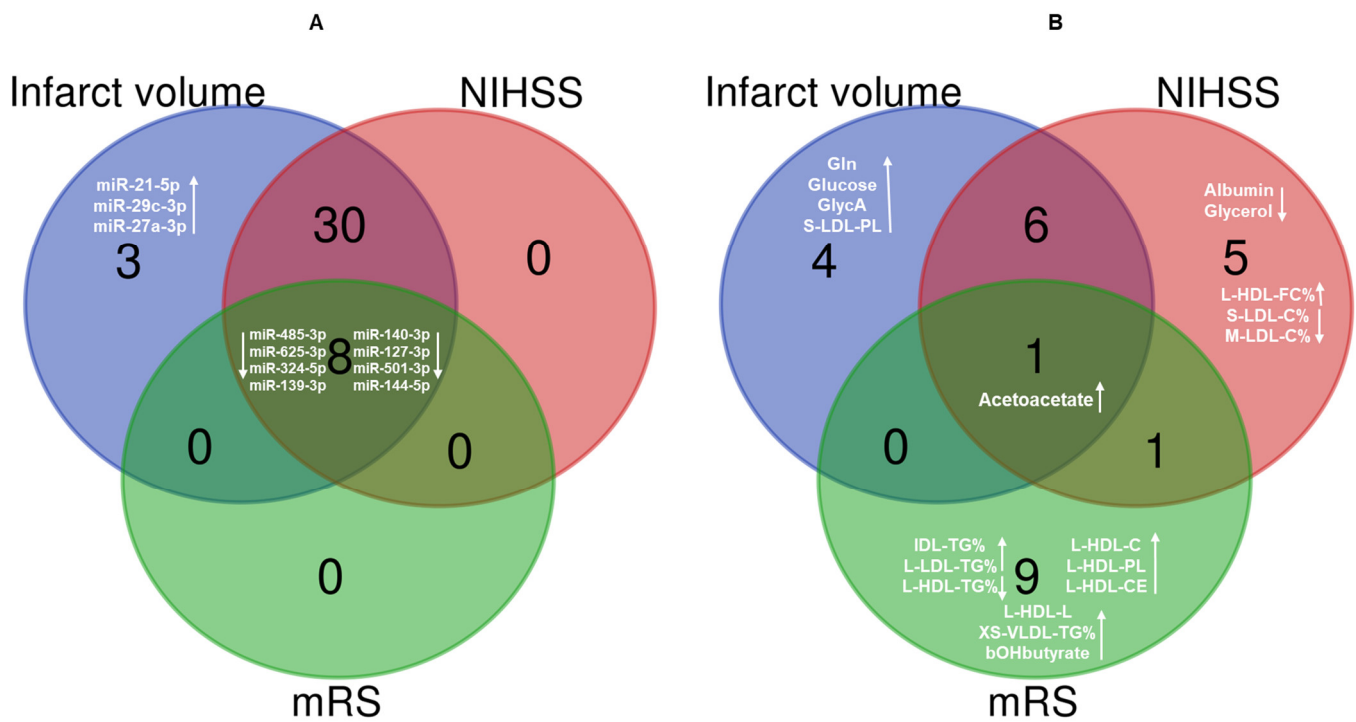 A
Infarct volume
NIHSS
miR-21-5p
miR-29c-3p
miR-27a-3p
3
30
0
miR-485-3p
miR-625-3p
miR-324-5p
miR-139-3p
8
miR-140-3p
miR-127-3p
miR-501-3p
miR-144-5p
0
0
0
mRS
B
Infarct volume
NIHSS
Gln
Glucose
GlycA
S-LDL-PL
4
6
Albumin
Glycerol
5
L-HDL-FC%
S-LDL-C%
M-LDL-C%
1
Acetoacetate
0
1
IDL-TG%
L-LDL-TG%
L-HDL-TG%
9
L-HDL-C
L-HDL-PL
L-HDL-CE
L-HDL-L
XS-VLDL-TG%
bOHbutyrate
mRS